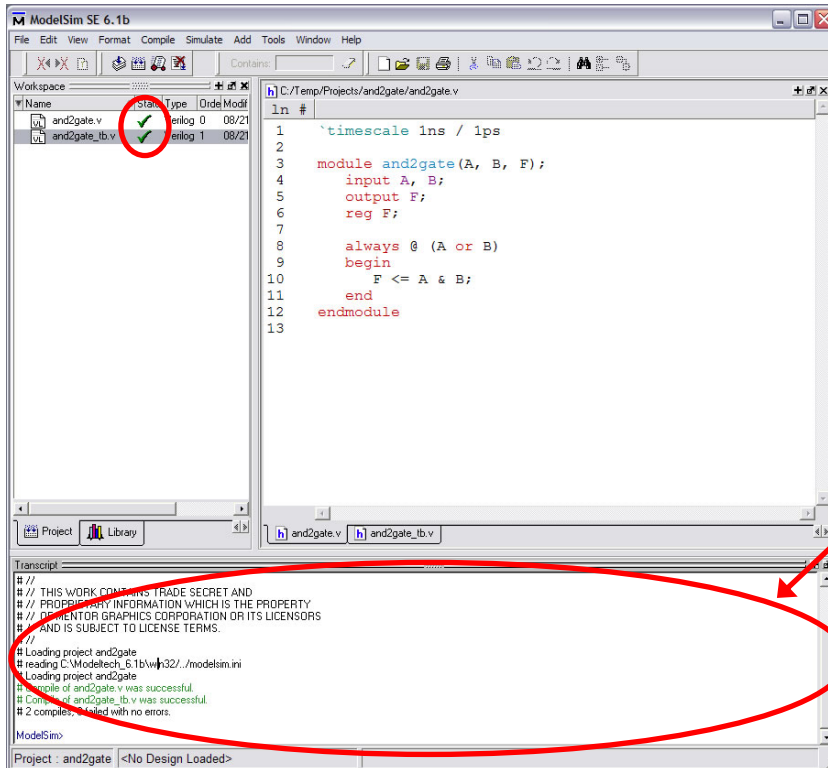 ModelSim SE 6.1b
File Edit View Format Compile Simulate Add Tools Window Help
Contains:
Workspace
Name Status Type Orde Modif
and2gate.v Verilog 0 08/21
and2gate_tb.v Verilog 1 08/21
Project Library
C:/Temp/Projects/and2gate/and2gate.v
ln #
1 `timescale 1ns / 1ps
2
3 module and2gate(A, B, F);
4 input A, B;
5 output F;
6 reg F;
7
8 always @ (A or B)
9 begin
10 F <= A & B;
11 end
12 endmodule
13
and2gate.v and2gate_tb.v
Transcript
# //
# // THIS WORK CONTAINS TRADE SECRET AND
# // PROPRIETARY INFORMATION WHICH IS THE PROPERTY
# // OF MENTOR GRAPHICS CORPORATION OR ITS LICENSORS
# // AND IS SUBJECT TO LICENSE TERMS.
# //
# Loading project and2gate
# reading C:\Modeltech_6.1b\win32/../modelsim.ini
# Loading project and2gate
# Compile of and2gate.v was successful.
# Compile of and2gate_tb.v was successful.
# 2 compiles, 0 failed with no errors.
ModelSim>
Project : and2gate <No Design Loaded>